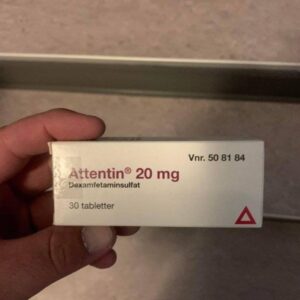 Vnr. 50 81 84
Attentin® 20 mg
Dexamfetaminsulfat
30 tabletter